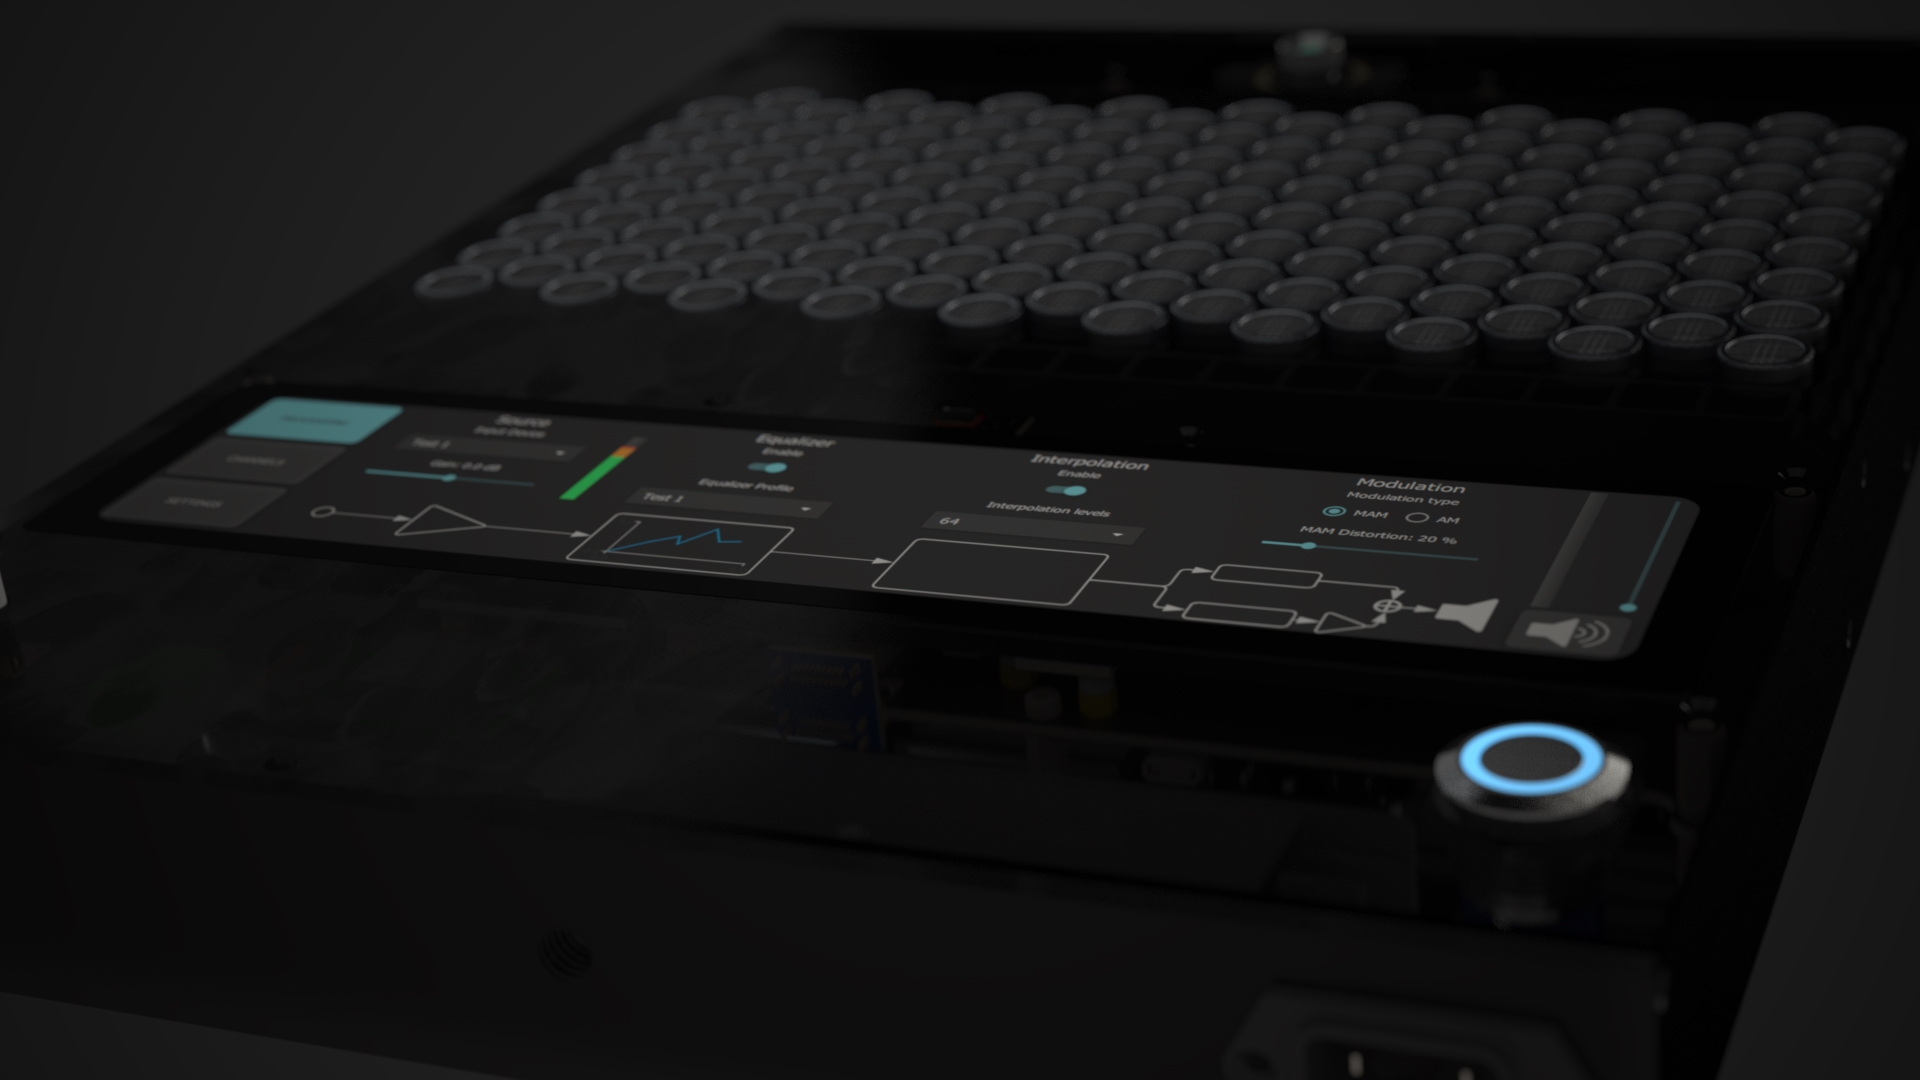 CHANNELS
SETTINGS
Source
Input Device
Test 1
Gain: 0.0 dB
Equalizer
Enable
Equalizer Profile
Test 1
Interpolation
Enable
Interpolation levels
64
Modulation
Modulation type
MAM
AM
MAM Distortion: 20 %